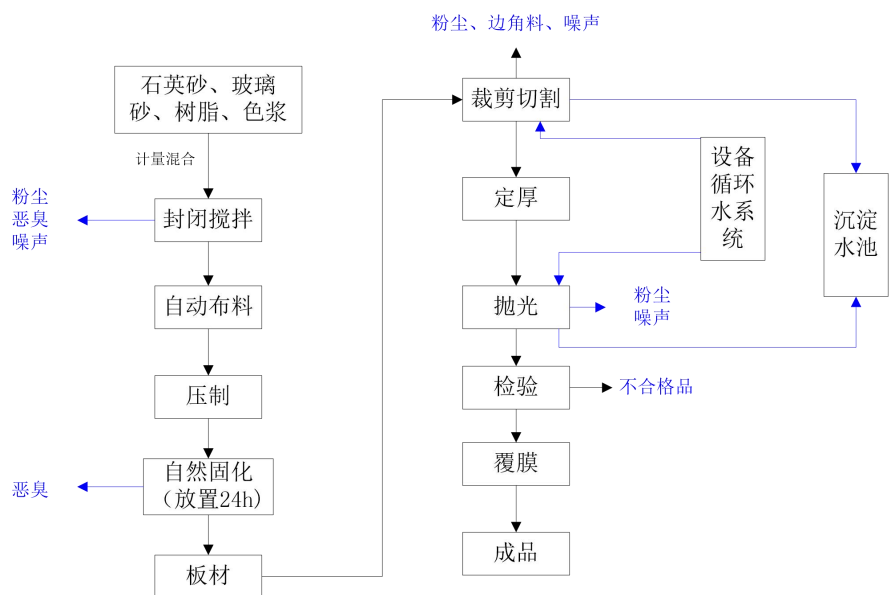 粉尘、边角料、噪声
石英砂、玻璃
砂、树脂、色浆
计量混合
粉尘
恶臭
噪声
封闭搅拌
自动布料
压制
恶臭
自然固化
（放置24h)
板材
裁剪切割
定厚
设备
循环
水系
统
沉淀
水池
抛光
粉尘
噪声
检验
不合格品
覆膜
成品